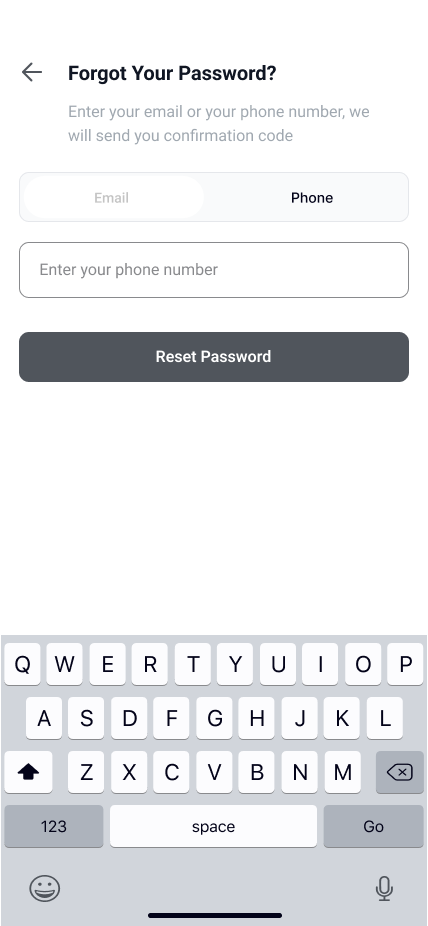 Forgot Your Password?
Enter your email or your phone number, we
will send you confirmation code
Email Phone
Enter your phone number
Reset Password
Q W E R T Y U I O P
A S D F G H J K L
Z X C V B N M
123 space Go